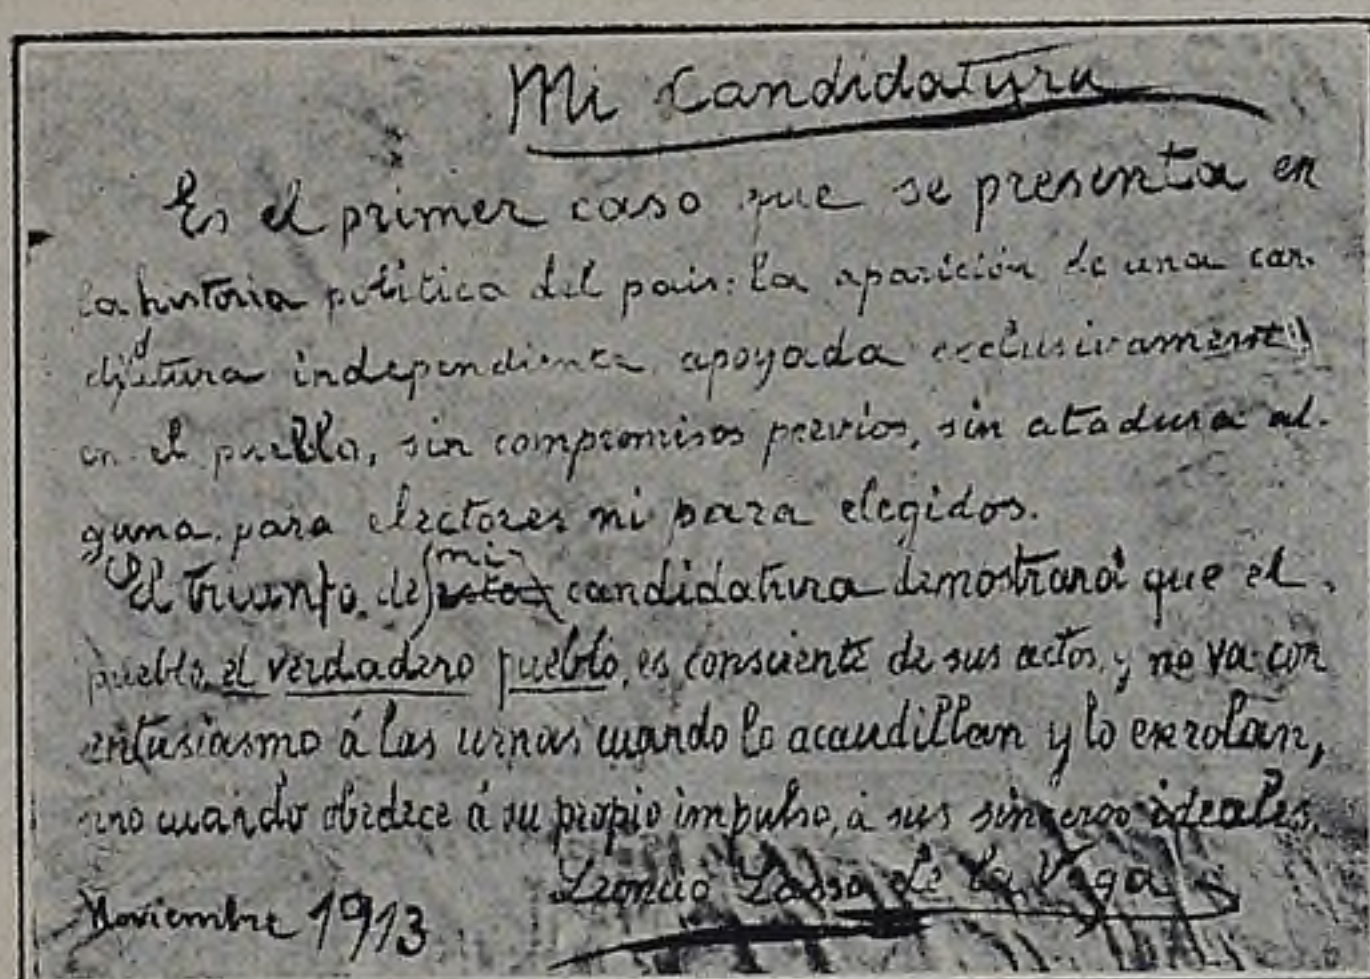 Mi Candidatura
Es el primer caso que se presenta en
la historia política del pais: la aparición de una can-
didatura independiente, apoyada exclusivamente
en el pueblo, sin compromisos previos, sin atadura al-
guna para electores ni para elegidos.
El triunfo de mi candidatura demostrará que el
pueblo, el verdadero pueblo, es consciente de sus actos, y no va con
entusiasmo á las urnas cuando lo acaudillan y lo enrolan,
sino cuando obedece á su propio impulso, á sus sinceros ideales.
Leoncio Lasso de la Vega
Noviembre 1913